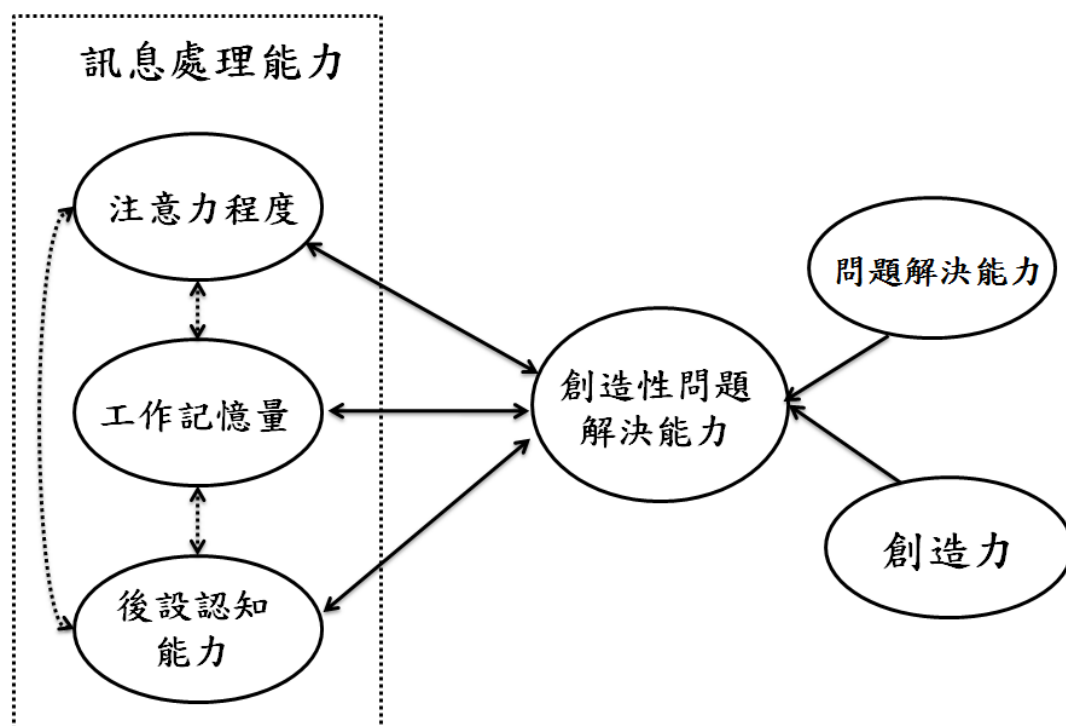 訊息處理能力
注意力程度
工作記憶量
後設認知
能力
創造性問題
解決能力
問題解決能力
創造力